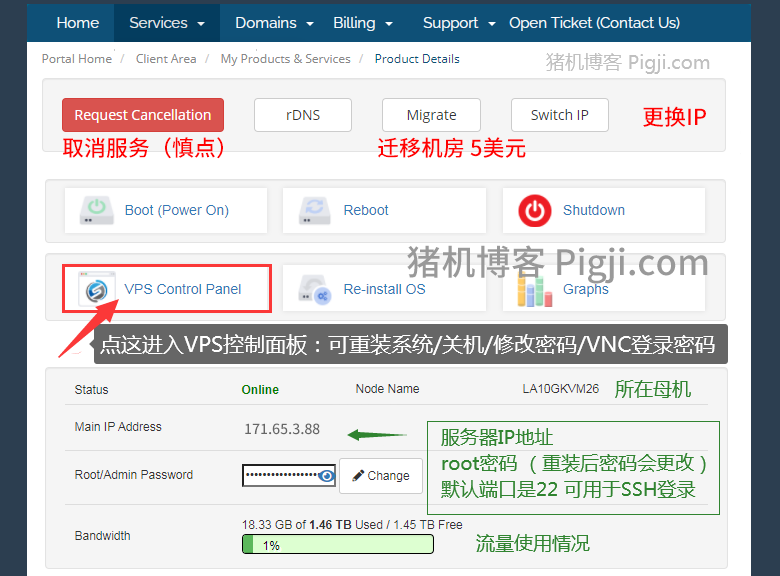 Home Services Domains Billing Support Open Ticket (Contact Us)
Portal Home / Client Area / My Products & Services / Product Details
猪机博客 Pigji.com
Request Cancellation rDNS Migrate Switch IP 更换IP
取消服务（慎点） 迁移机房 5美元
Boot (Power On) Reboot Shutdown
猪机博客 Pigji.com
VPS Control Panel Re-install OS Graphs
点这进入VPS控制面板：可重装系统/关机/修改密码/VNC登录密码
Status Online Node Name LA10GKVM26 所在母机
Main IP Address 171.65.3.88 服务器IP地址
root密码 （重装后密码会更改）
Root/Admin Password Change
默认端口是22 可用于SSH登录
18.33 GB of 1.46 TB Used / 1.45 TB Free
Bandwidth 1% 流量使用情况